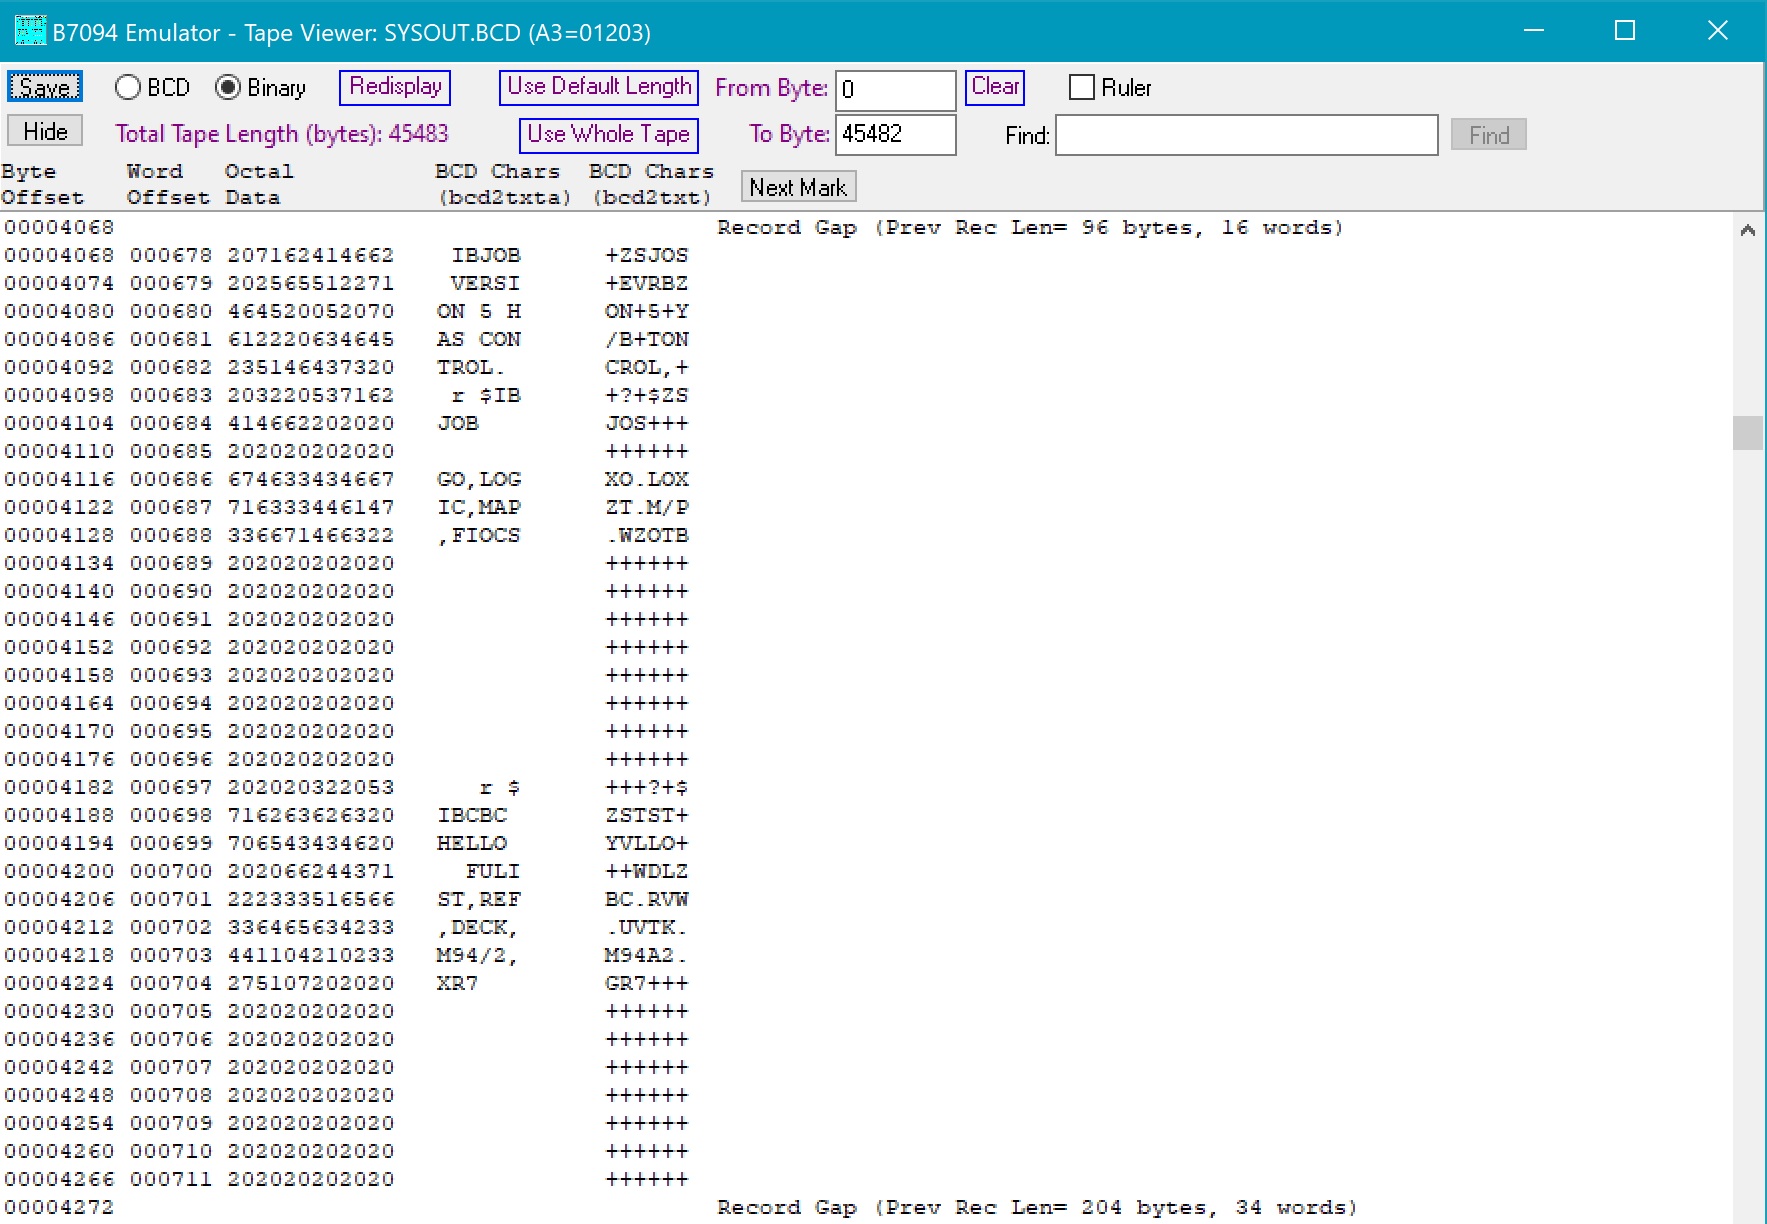 B7094 Emulator - Tape Viewer: SYSOUT.BCD (A3=01203)
Save BCD Binary Redisplay Use Default Length From Byte: 0 Clear Ruler
Hide Total Tape Length (bytes): 45483 Use Whole Tape To Byte: 45482 Find: Find
Byte Word Octal BCD Chars BCD Chars
Offset Offset Data (bcd2txta) (bcd2txt) Next Mark
00004068 Record Gap (Prev Rec Len= 96 bytes, 16 words)
00004068 000678 207162414662 IBJOB +ZSJOS
00004074 000679 202565512271 VERSI +EVRBZ
00004080 000680 464520052070 ON 5 H ON+5+Y
00004086 000681 612220634645 AS CON /B+TON
00004092 000682 235146437320 TROL. CROL,+
00004098 000683 203220537162 r $IB +?+$ZS
00004104 000684 414662202020 JOB JOS+++
00004110 000685 202020202020 ++++++
00004116 000686 674633434667 GO,LOG XO.LOX
00004122 000687 716333446147 IC,MAP ZT.M/P
00004128 000688 336671466322 ,FIOCS .WZOTB
00004134 000689 202020202020 ++++++
00004140 000690 202020202020 ++++++
00004146 000691 202020202020 ++++++
00004152 000692 202020202020 ++++++
00004158 000693 202020202020 ++++++
00004164 000694 202020202020 ++++++
00004170 000695 202020202020 ++++++
00004176 000696 202020202020 ++++++
00004182 000697 202020322053 r $ +++?+$
00004188 000698 716263626320 IBCBC ZSTST+
00004194 000699 706543434620 HELLO YVLLO+
00004200 000700 202066244371 FULI ++WDLZ
00004206 000701 222333516566 ST,REF BC.RVW
00004212 000702 336465634233 ,DECK, .UVTK.
00004218 000703 441104210233 M94/2, M94A2.
00004224 000704 275107202020 XR7 GR7+++
00004230 000705 202020202020 ++++++
00004236 000706 202020202020 ++++++
00004242 000707 202020202020 ++++++
00004248 000708 202020202020 ++++++
00004254 000709 202020202020 ++++++
00004260 000710 202020202020 ++++++
00004266 000711 202020202020 ++++++
00004272 Record Gap (Prev Rec Len= 204 bytes, 34 words)